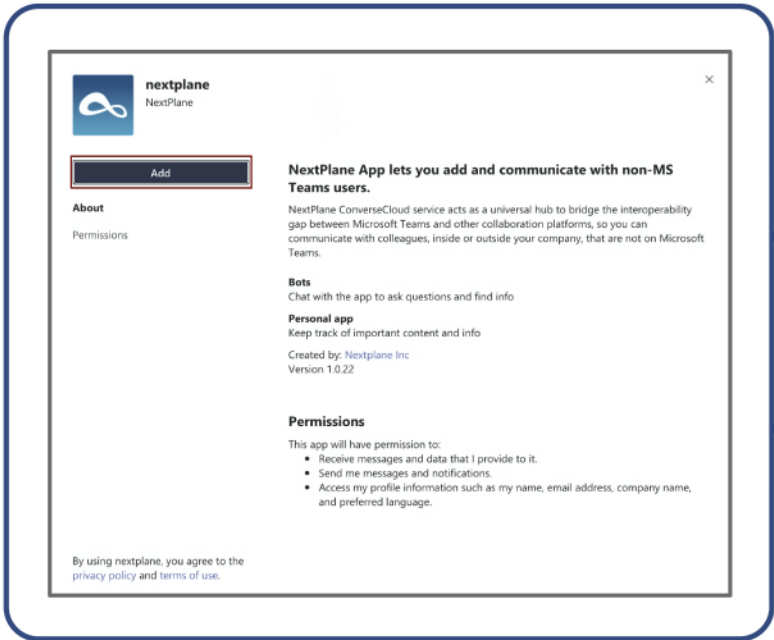 nextplane
NextPlane
Add
About
Permissions
NextPlane App lets you add and communicate with non-MS
Teams users.
NextPlane ConverseCloud service acts as a universal hub to bridge the interoperability
gap between Microsoft Teams and other collaboration platforms, so you can
communicate with colleagues, inside or outside your company, that are not on Microsoft
Teams.
Bots
Chat with the app to ask questions and find info
Personal app
Keep track of important content and info
Created by: Nextplane Inc
Version 1.0.22
Permissions
This app will have permission to:
• Receive messages and data that I provide to it.
• Send me messages and notifications.
• Access my profile information such as my name, email address, company name,
and preferred language.
By using nextplane, you agree to the
privacy policy and terms of use.